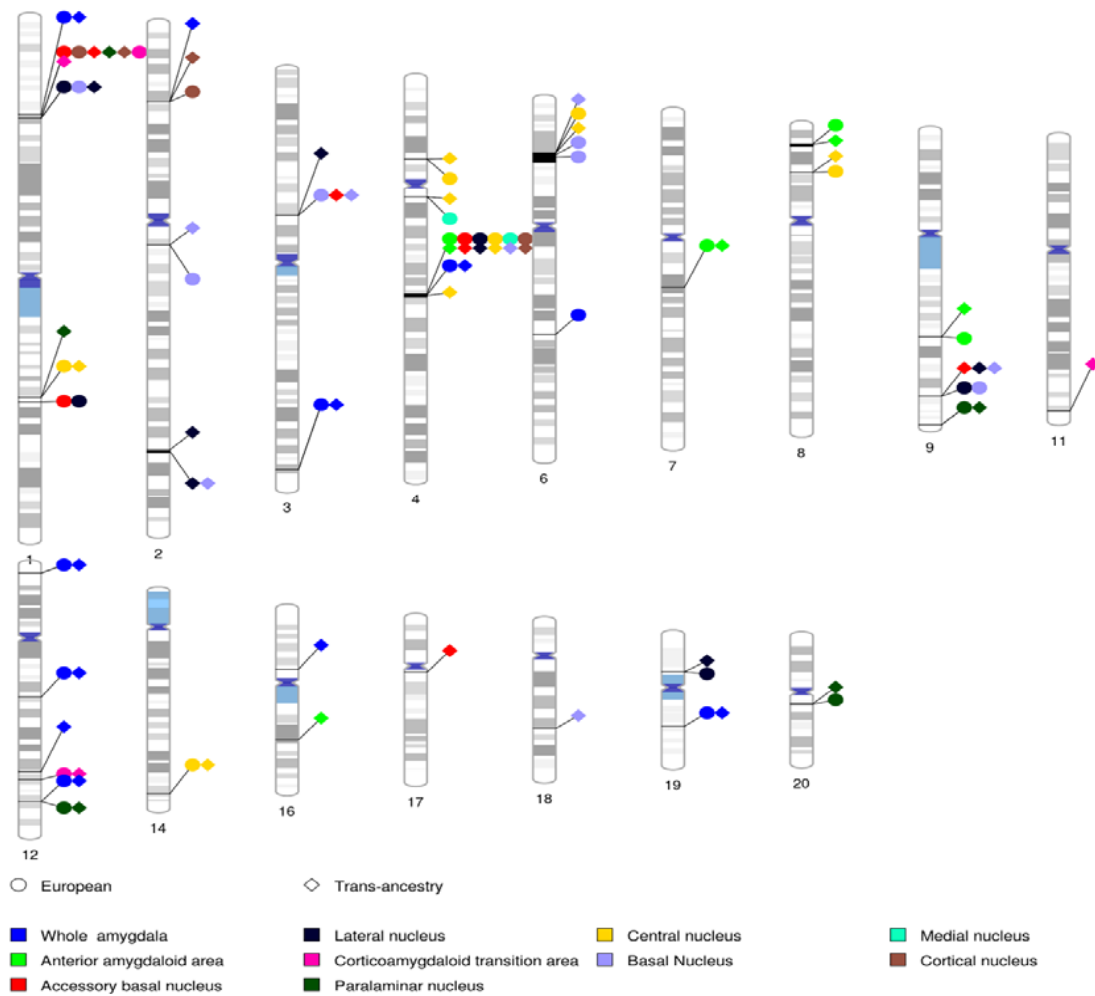 1
2
3
4
6
7
8
9
11
12
14
16
17
18
19
20
European
Trans-ancestry
Whole amygdala
Lateral nucleus
Central nucleus
Medial nucleus
Anterior amygdaloid area
Corticoamygdaloid transition area
Basal Nucleus
Cortical nucleus
Accessory basal nucleus
Paralaminar nucleus